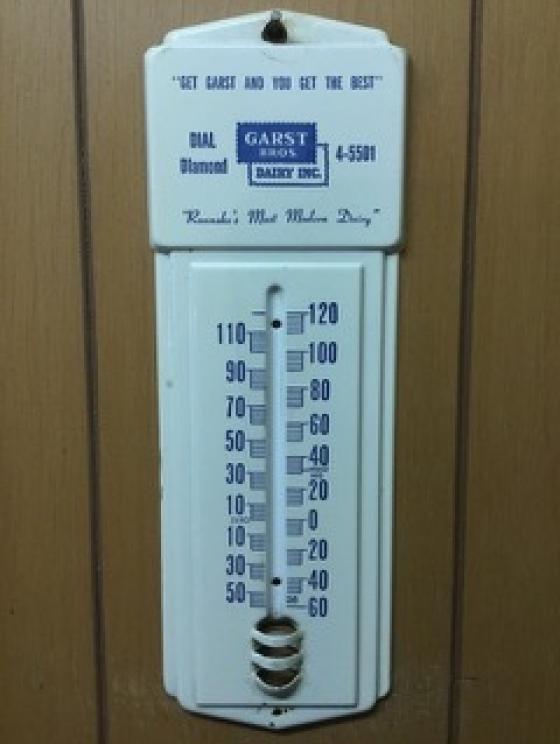 "GET GARST AND YOU GET THE BEST"
DIAL
DIamond
GARST
BROS.
DAIRY INC.
4-5501
"Roanoke's Most Modern Dairy"
120
110
100
90
80
70
60
50
40
30
20
10
0
10
20
30
40
50
60